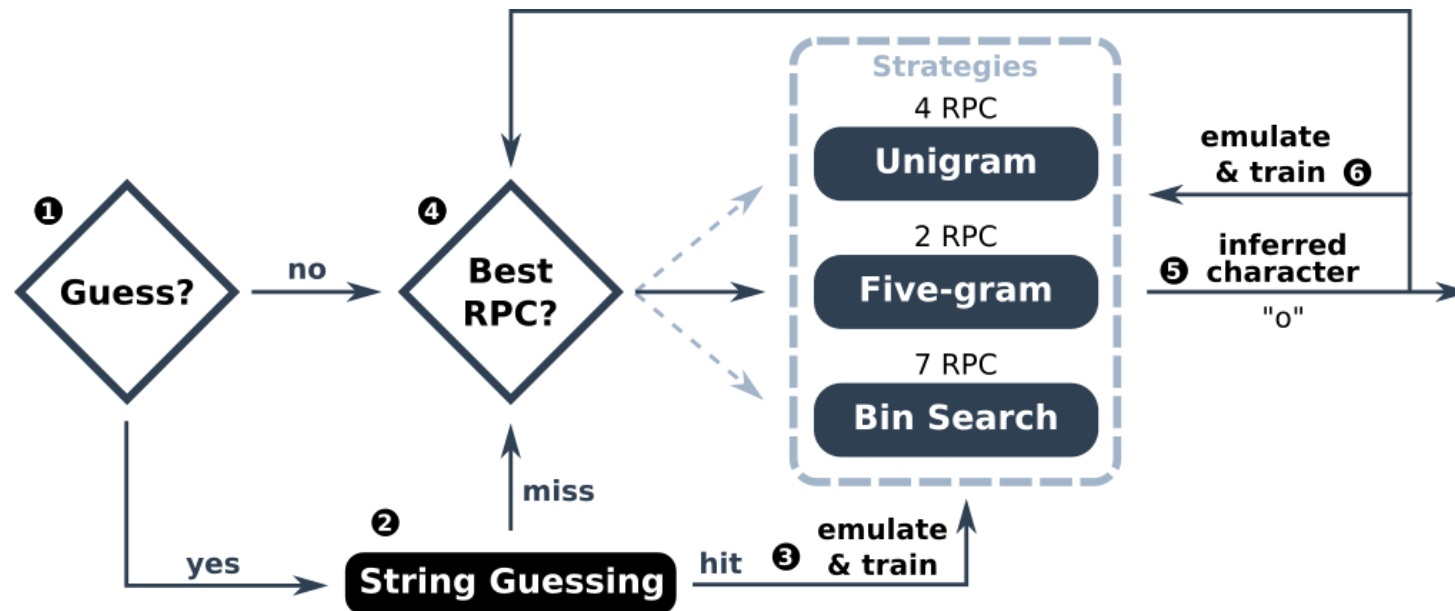 Strategies
4 RPC
Unigram
emulate
& train ❻
❶
❹
2 RPC
inferred
❺ character
Guess?
no
Best
RPC?
Five-gram
"o"
7 RPC
Bin Search
miss
❷
yes
String Guessing
hit
❸
emulate
& train